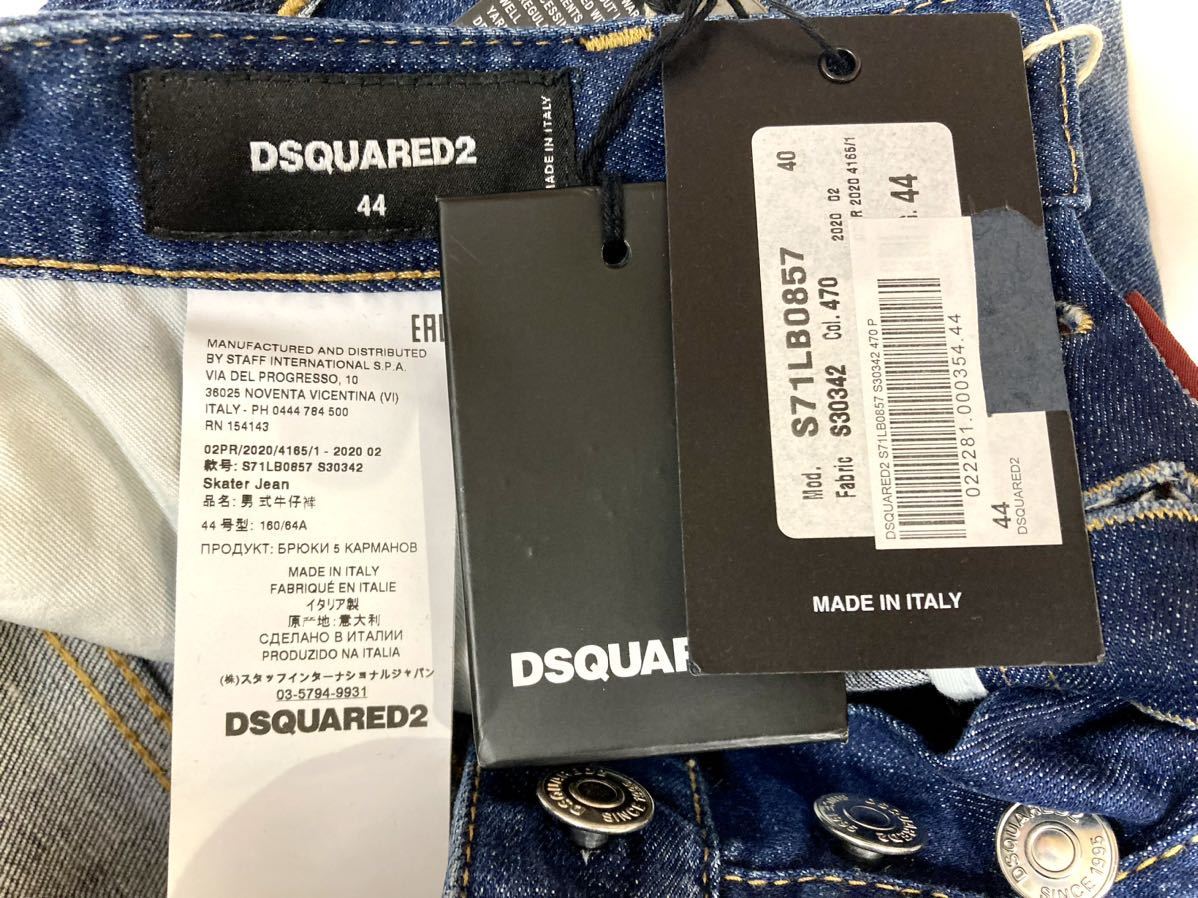 DSQUARED2
44
MADE IN ITALY
MANUFACTURED AND DISTRIBUTED
BY STAFF INTERNATIONAL S.P.A.
VIA DEL PROGRESSO, 10
36025 NOVENTA VICENTINA (VI)
ITALY - PH 0444 784 500
RN 154143
02PR/2020/4165/1 - 2020 02
款号: S71LB0857 S30342
Skater Jean
品名: 男式牛仔裤
44 号型: 160/64A
ПРОДУКТ: БРЮКИ 5 КАРМАНОВ
MADE IN ITALY
FABRIQUÉ EN ITALIE
イタリア製
原产地: 意大利
СДЕЛАНО В ИТАЛИИ
PRODUZIDO NA ITALIA
(株)スタッフインターナショナルジャパン
03-5794-9931
DSQUARED2
DSQUAR
Mod. S71LB0857 40
Fabric S30342 Col. 470 2020 02
R 2020 4165/1
44
DSQUARED2 S71LB0857 S30342 470 P
022281.000354.44
44
DSQUARED2
MADE IN ITALY
SINCE 1995